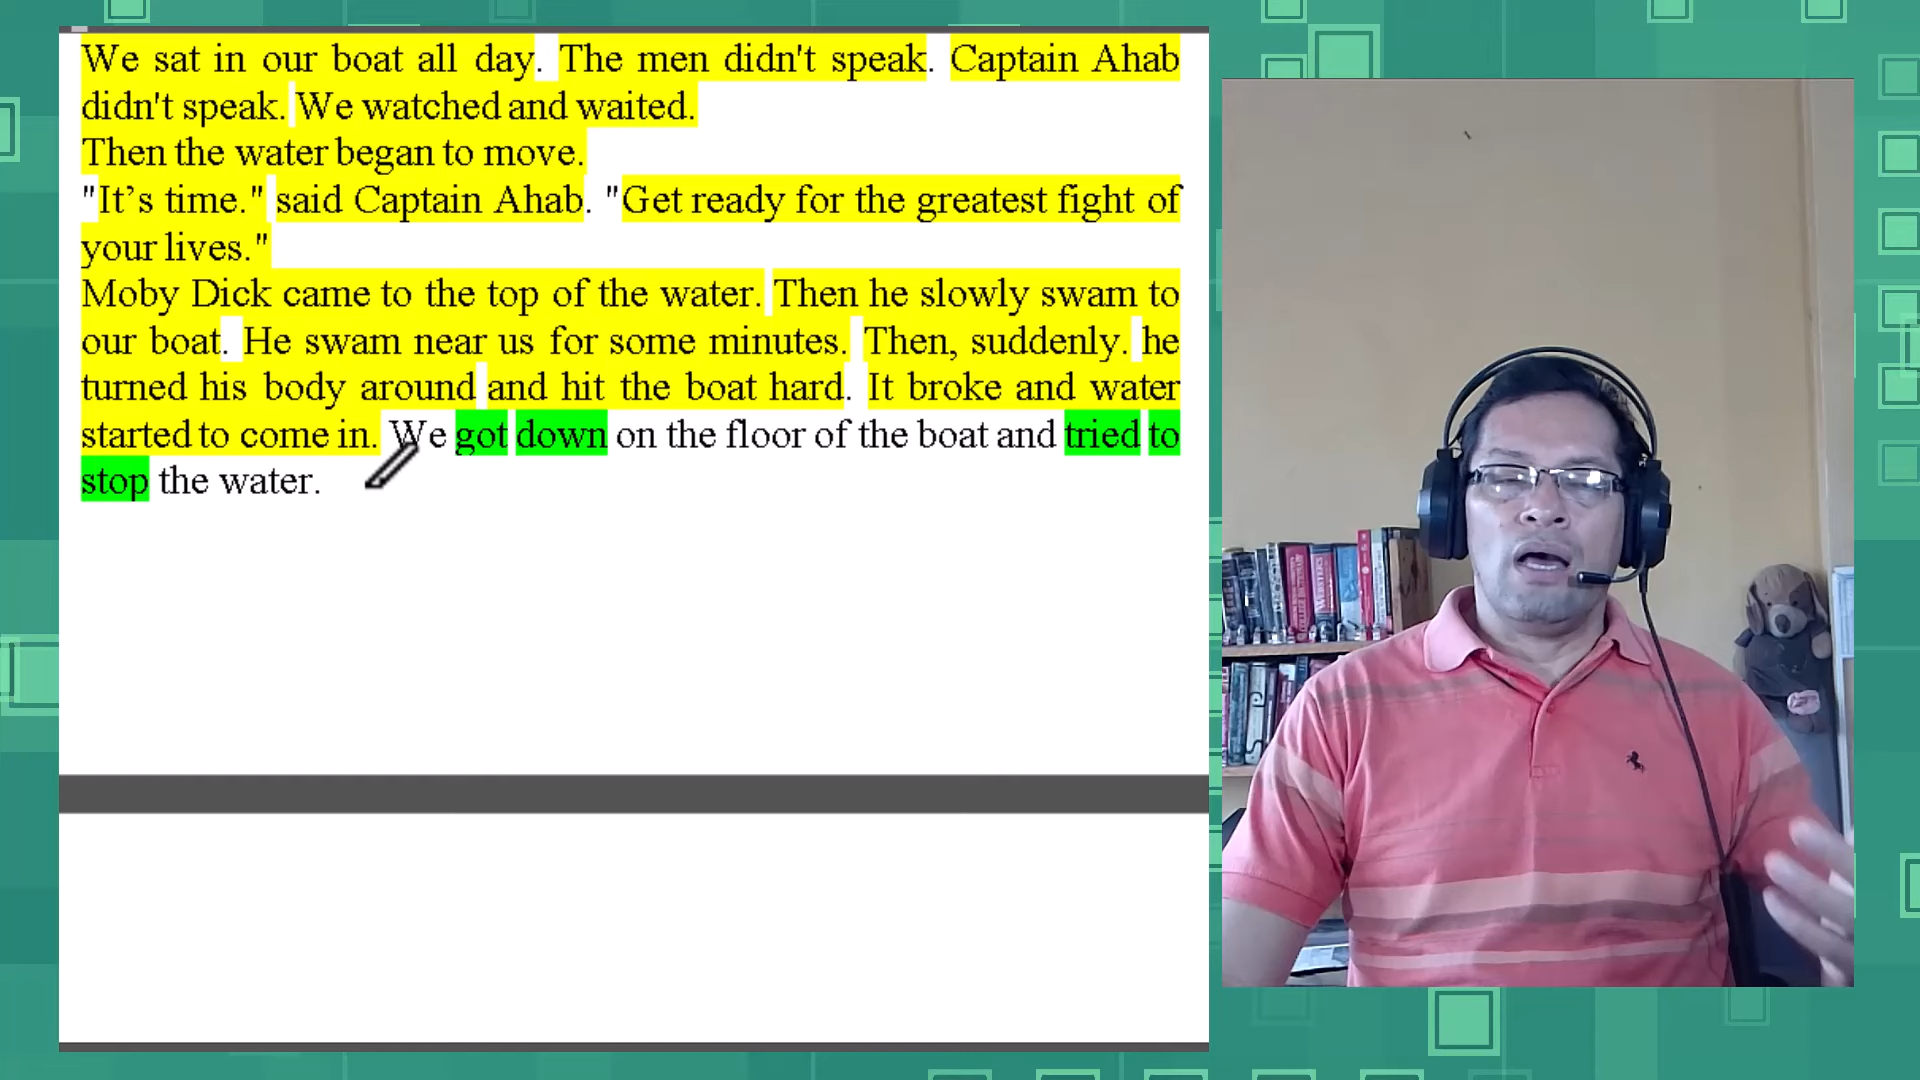 We sat in our boat all day. The men didn't speak. Captain Ahab
didn't speak. We watched and waited.
Then the water began to move.
"It’s time." said Captain Ahab. "Get ready for the greatest fight of
your lives."
Moby Dick came to the top of the water. Then he slowly swam to
our boat. He swam near us for some minutes. Then, suddenly. he
turned his body around and hit the boat hard. It broke and water
started to come in. We got down on the floor of the boat and tried to
stop the water.